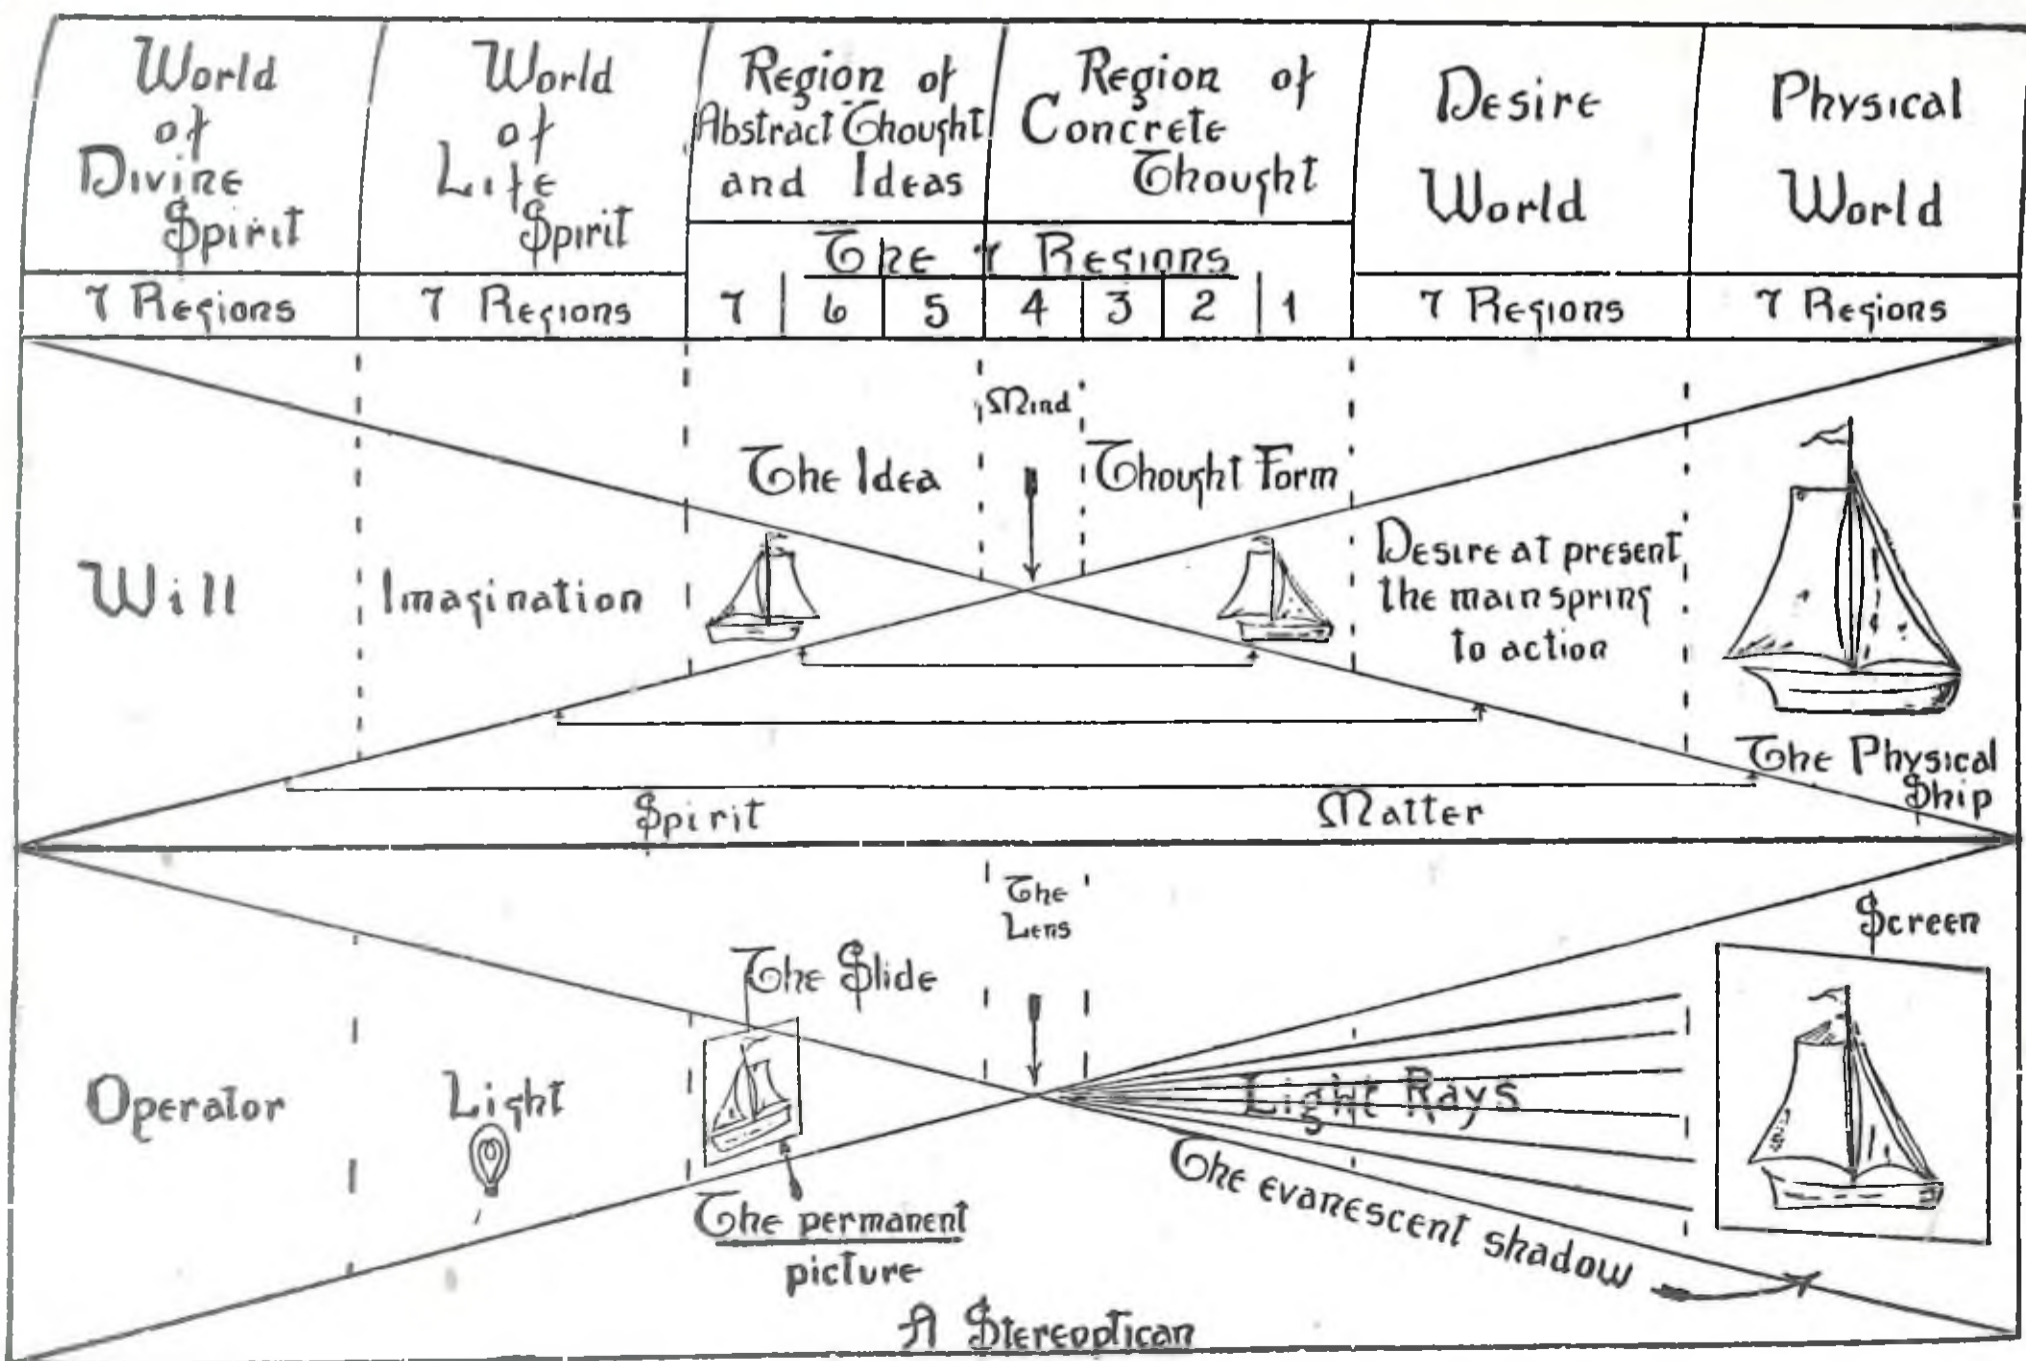 World
of
Divine
Spirit
World
of
Life
Spirit
Region of
Abstract Thought
and Ideas
Region of
Concrete
Thought
Desire
World
Physical
World
The 7 Regions
7 Regions
7 Regions
7 6 5 4 3 2 1
7 Regions
7 Regions
Mind
The Idea
Thought Form
Will
Imagination
Desire at present
the main spring
to action
The Physical
Ship
Spirit
Matter
The
Lens
Screen
The Slide
Operator
Light
Light Rays
The permanent
picture
The evanescent shadow
A Stereoptican